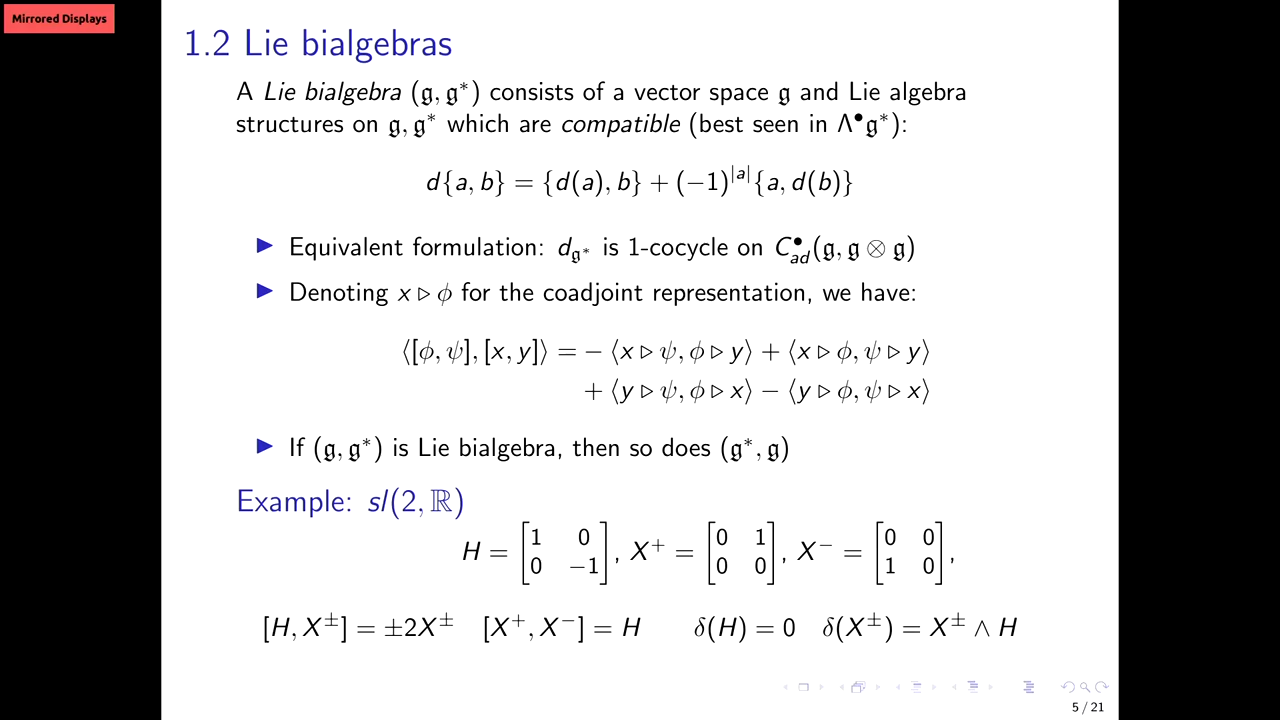 Mirrored Displays
1.2 Lie bialgebras
A Lie bialgebra (𝔤, 𝔤*) consists of a vector space 𝔤 and Lie algebra
structures on 𝔤, 𝔤* which are compatible (best seen in Λ•𝔤*):
d{a, b} = {d(a), b} + (−1)^|a|{a, d(b)}
▶ Equivalent formulation: d_𝔤* is 1-cocycle on C•_ad(𝔤, 𝔤 ⊗ 𝔤)
▶ Denoting x ▷ ϕ for the coadjoint representation, we have:
⟨[ϕ, ψ], [x, y]⟩ = − ⟨x ▷ ψ, ϕ ▷ y⟩ + ⟨x ▷ ϕ, ψ ▷ y⟩
+ ⟨y ▷ ψ, ϕ ▷ x⟩ − ⟨y ▷ ϕ, ψ ▷ x⟩
▶ If (𝔤, 𝔤*) is Lie bialgebra, then so does (𝔤*, 𝔤)
Example: sl(2, ℝ)
H = [1 0; 0 −1], X⁺ = [0 1; 0 0], X⁻ = [0 0; 1 0],
[H, X±] = ±2X± [X⁺, X⁻] = H δ(H) = 0 δ(X±) = X± ∧ H
5 / 21